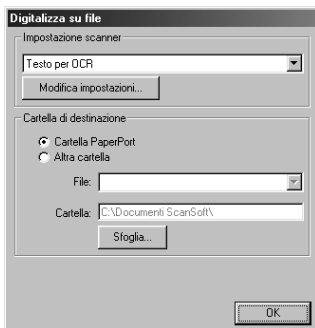 Digitalizza su file
Impostazione scanner
Testo per OCR
Modifica impostazioni...
Cartella di destinazione
Cartella PaperPort
Altra cartella
File:
Cartella: C:\Documenti ScanSoft\
Sfoglia...
OK